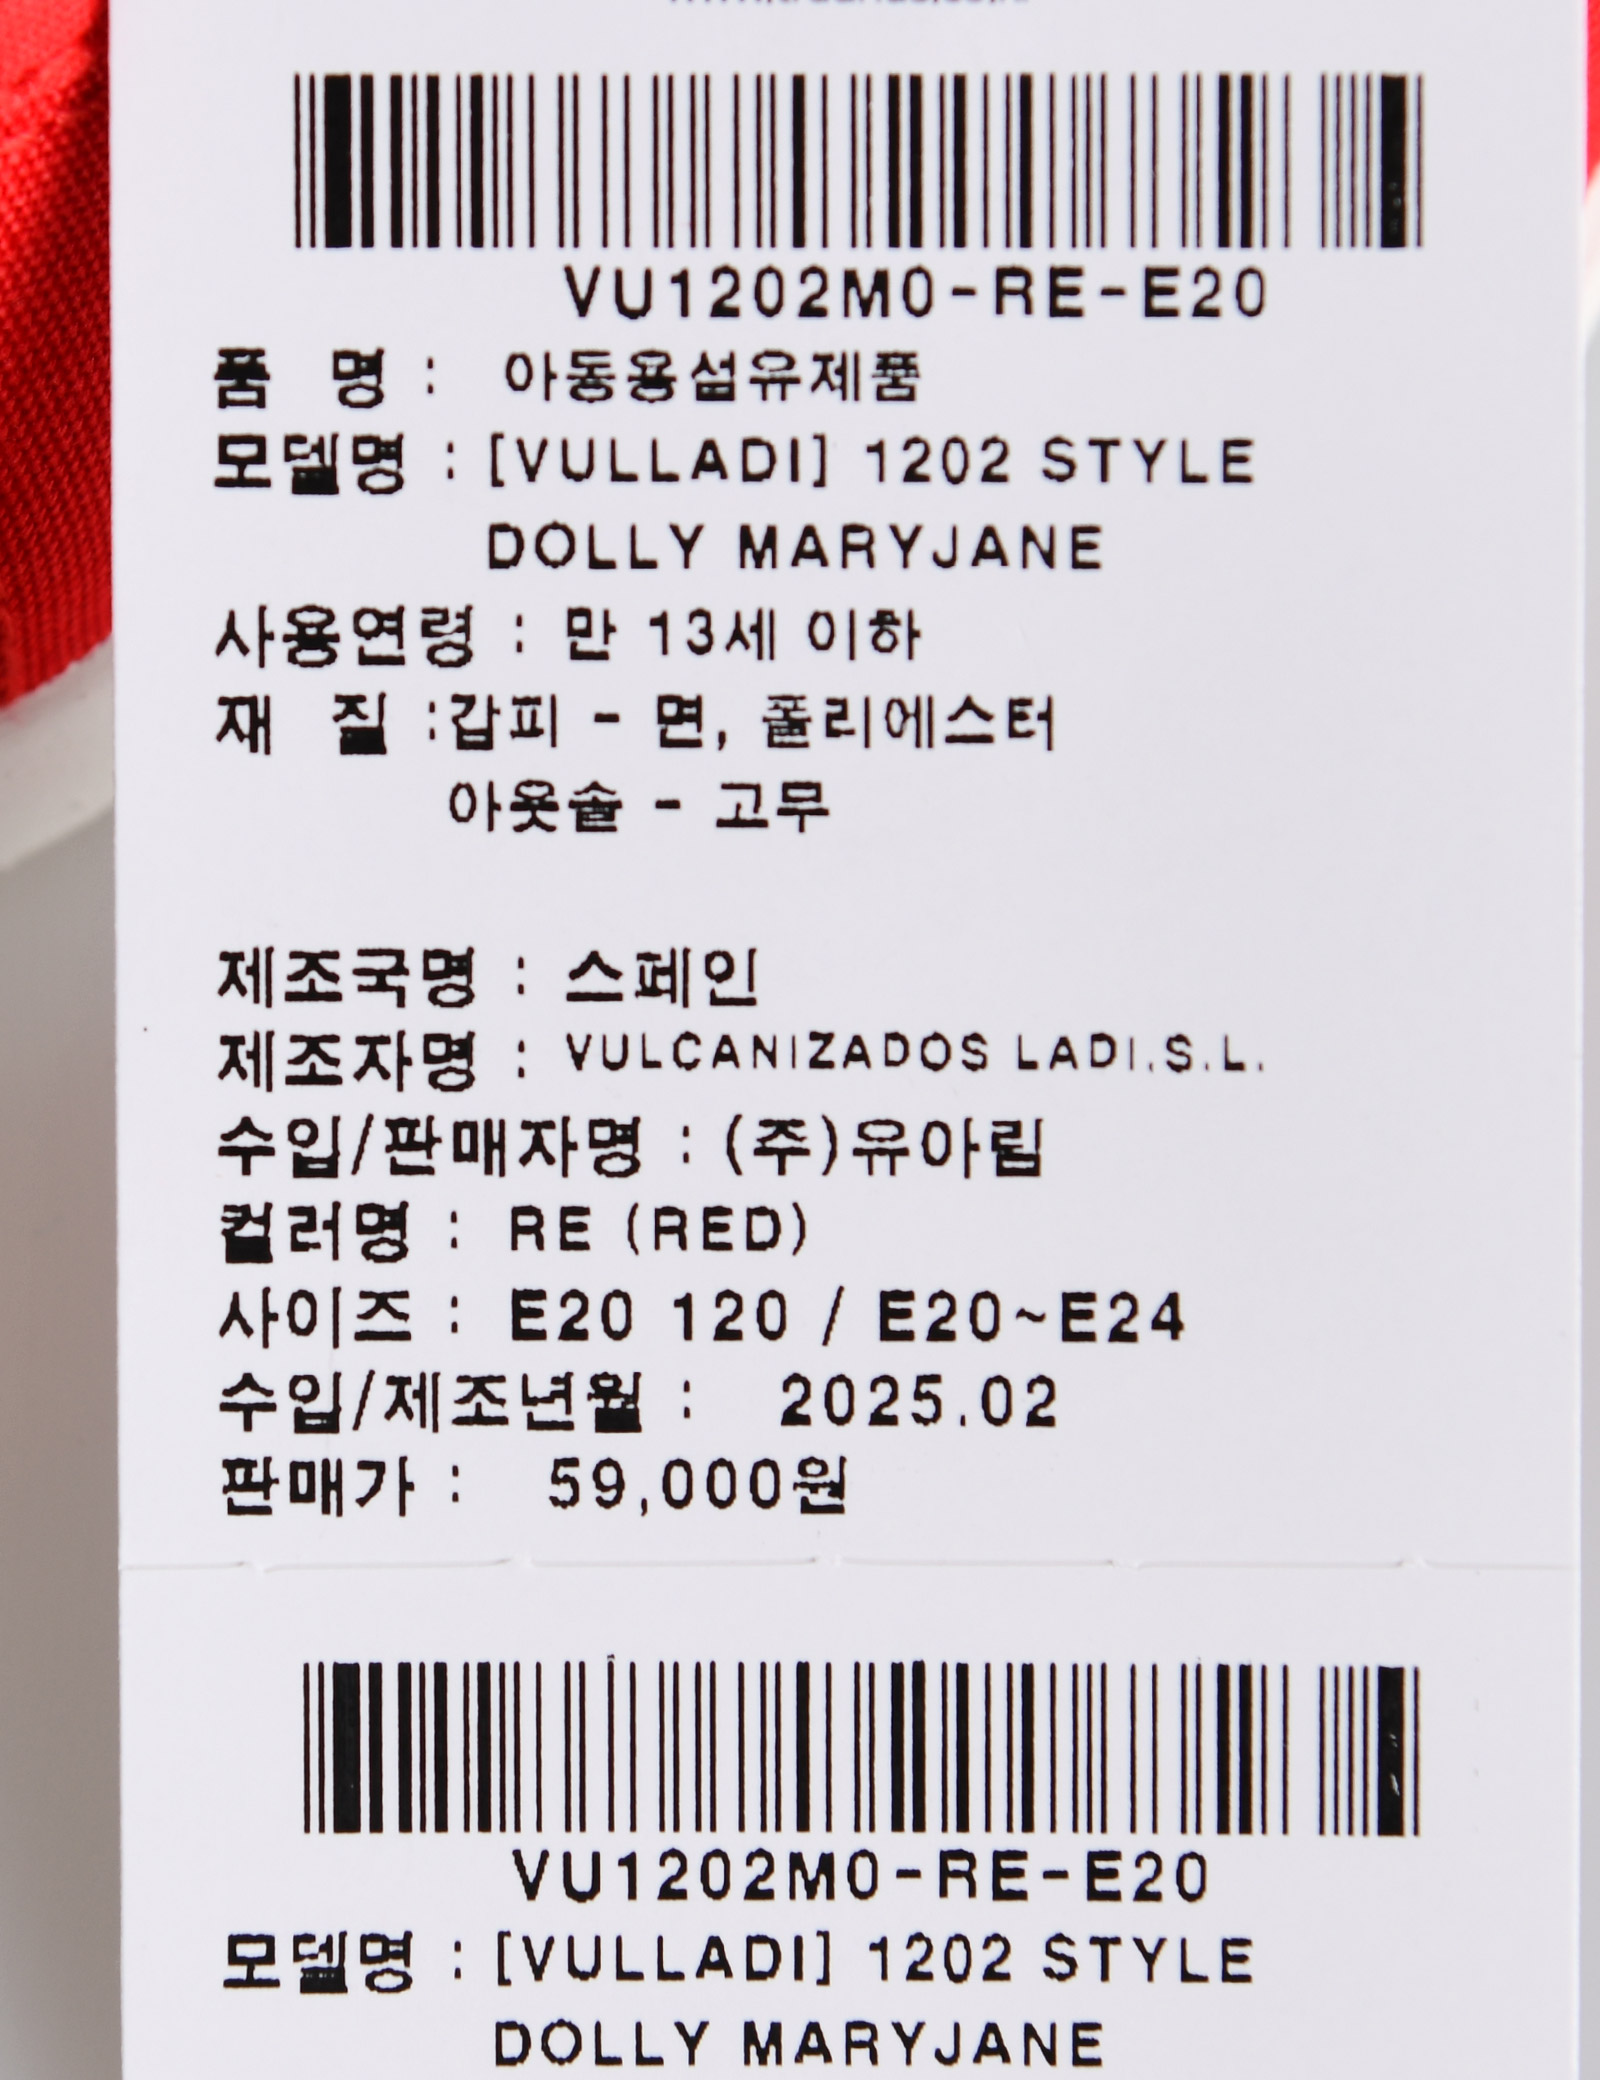 VU1202M0-RE-E20
품 명 : 아동용섬유제품
모델명 : [VULLADI] 1202 STYLE
DOLLY MARYJANE
사용연령 : 만 13세 이하
재 질 :갑피 - 면, 폴리에스터
아웃솔 - 고무
제조국명 : 스페인
제조자명 : VULCANIZADOS LADI.S.L.
수입/판매자명 : (주)유아림
컬러명 : RE (RED)
사이즈 : E20 120 / E20~E24
수입/제조년월 : 2025.02
판매가 : 59,000원
VU1202M0-RE-E20
모델명 : [VULLADI] 1202 STYLE
DOLLY MARYJANE